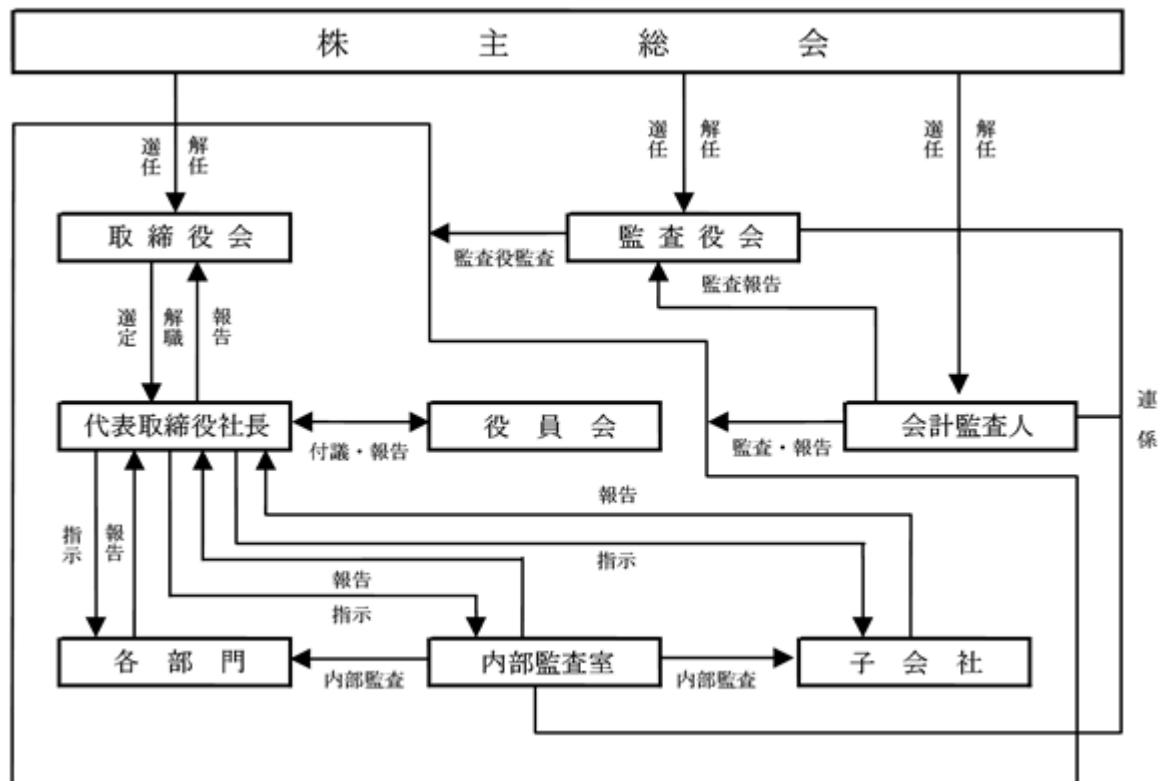 株主総会
選任
解任
選任
解任
選任
解任
取締役会
監査役会
監査役監査
監査報告
選定
解職
報告
代表取締役社長
役員会
会計監査人
連係
付議・報告
監査・報告
指示
報告
報告
指示
報告
指示
各部門
内部監査室
子会社
内部監査
内部監査